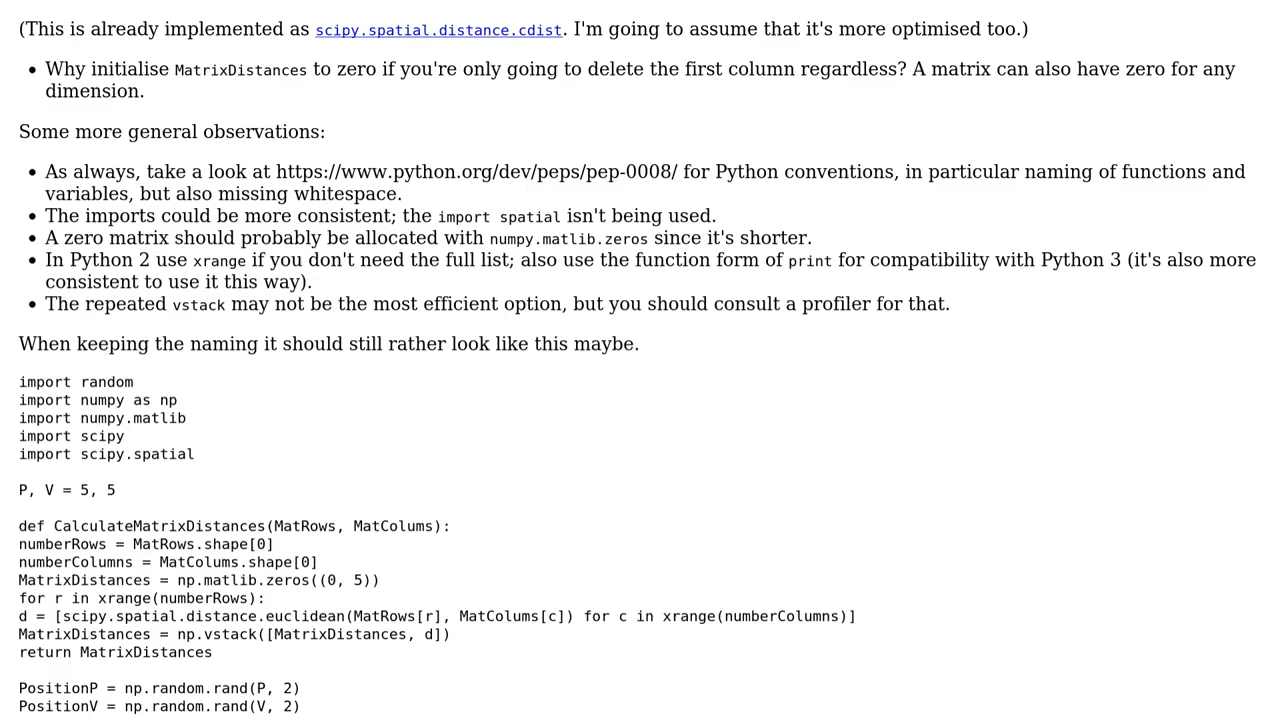 (This is already implemented as scipy.spatial.distance.cdist. I'm going to assume that it's more optimised too.)
• Why initialise MatrixDistances to zero if you're only going to delete the first column regardless? A matrix can also have zero for any
dimension.
Some more general observations:
• As always, take a look at https://www.python.org/dev/peps/pep-0008/ for Python conventions, in particular naming of functions and
variables, but also missing whitespace.
• The imports could be more consistent; the import spatial isn't being used.
• A zero matrix should probably be allocated with numpy.matlib.zeros since it's shorter.
• In Python 2 use xrange if you don't need the full list; also use the function form of print for compatibility with Python 3 (it's also more
consistent to use it this way).
• The repeated vstack may not be the most efficient option, but you should consult a profiler for that.
When keeping the naming it should still rather look like this maybe.
import random
import numpy as np
import numpy.matlib
import scipy
import scipy.spatial
P, V = 5, 5
def CalculateMatrixDistances(MatRows, MatColums):
numberRows = MatRows.shape[0]
numberColumns = MatColums.shape[0]
MatrixDistances = np.matlib.zeros((0, 5))
for r in xrange(numberRows):
d = [scipy.spatial.distance.euclidean(MatRows[r], MatColums[c]) for c in xrange(numberColumns)]
MatrixDistances = np.vstack([MatrixDistances, d])
return MatrixDistances
PositionP = np.random.rand(P, 2)
PositionV = np.random.rand(V, 2)